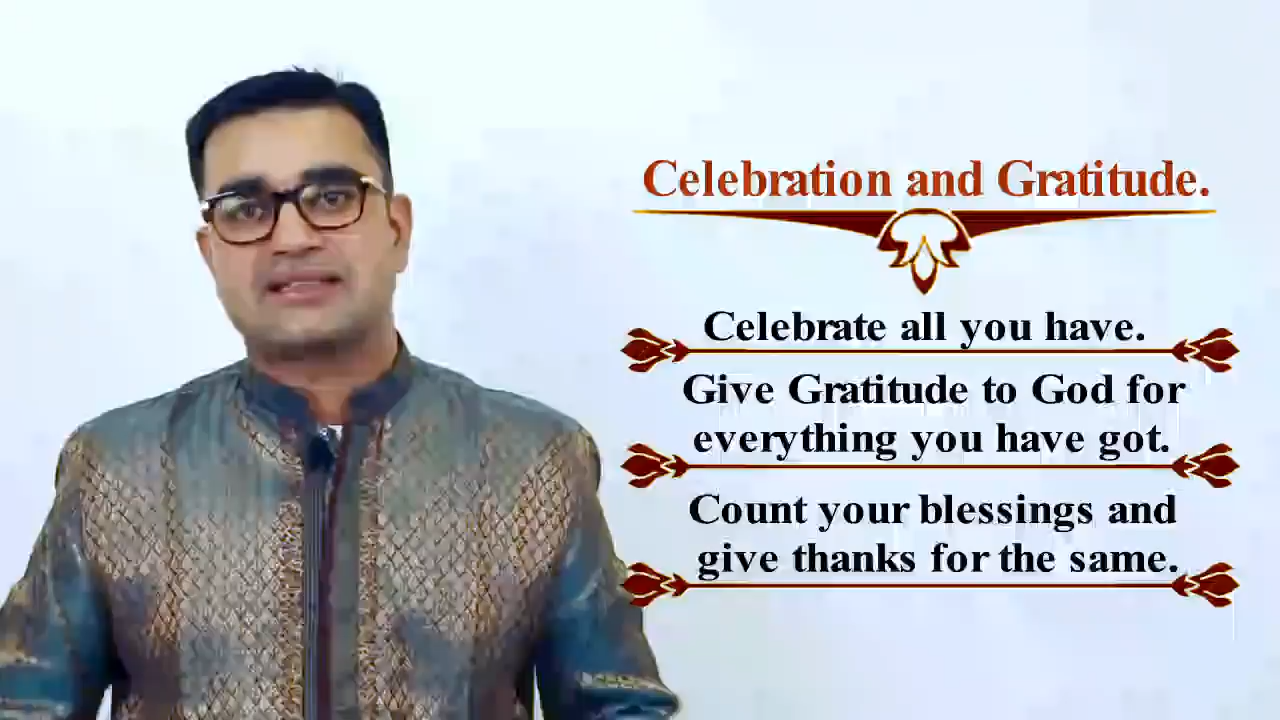 Celebration and Gratitude.
Celebrate all you have.
Give Gratitude to God for
everything you have got.
Count your blessings and
give thanks for the same.